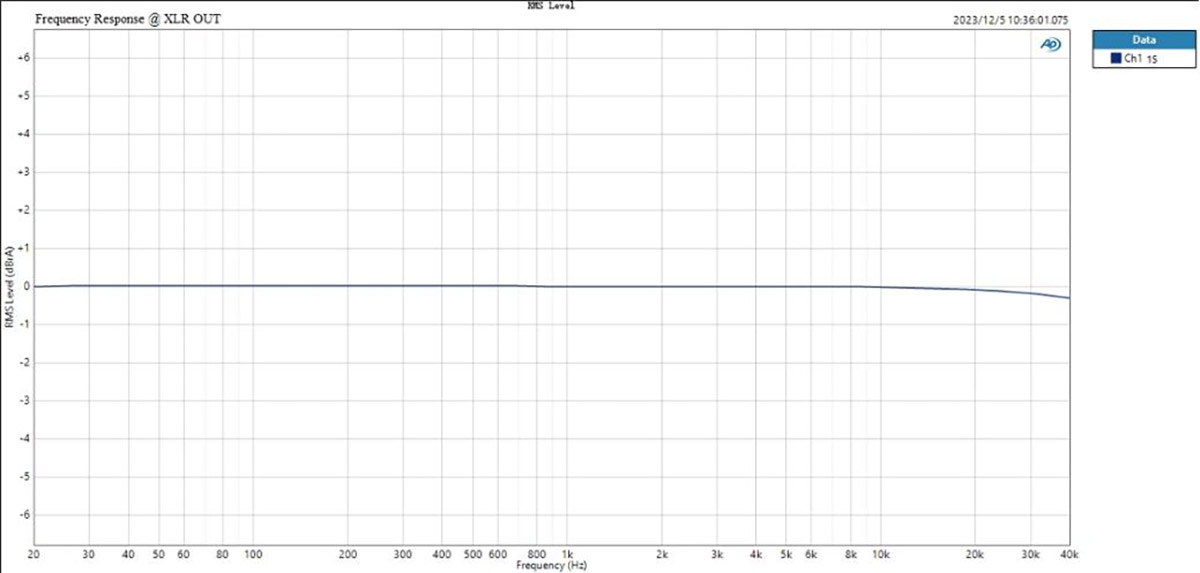 RMS Level
Frequency Response @ XLR OUT
2023/12/5 10:36:01.075
AP
Data
Ch1 15
+6
+5
+4
+3
+2
+1
0
-1
-2
-3
-4
-5
-6
RMS Level (dBrA)
20 30 40 50 60 80 100 200 300 400 500 600 800 1k 2k 3k 4k 5k 6k 8k 10k 20k 30k 40k
Frequency (Hz)